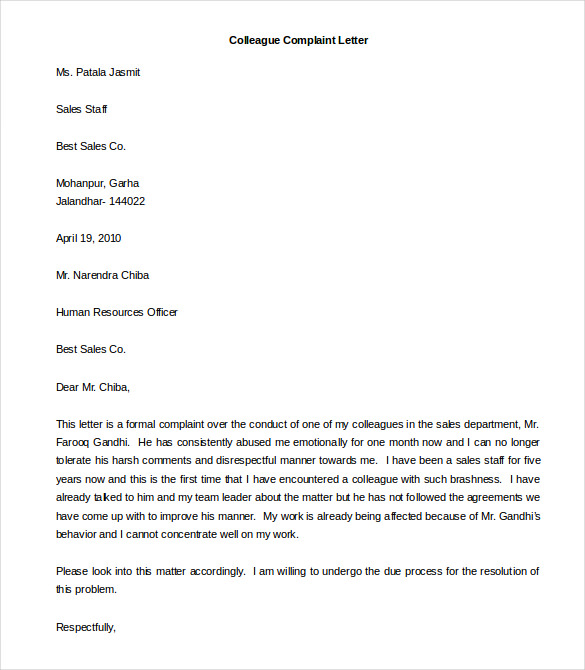 Colleague Complaint Letter
Ms. Patala Jasmit
Sales Staff
Best Sales Co.
Mohanpur, Garha
Jalandhar- 144022
April 19, 2010
Mr. Narendra Chiba
Human Resources Officer
Best Sales Co.
Dear Mr. Chiba,
This letter is a formal complaint over the conduct of one of my colleagues in the sales department, Mr.
Farooq Gandhi. He has consistently abused me emotionally for one month now and I can no longer
tolerate his harsh comments and disrespectful manner towards me. I have been a sales staff for five
years now and this is the first time that I have encountered a colleague with such brashness. I have
already talked to him and my team leader about the matter but he has not followed the agreements we
have come up with to improve his manner. My work is already being affected because of Mr. Gandhi's
behavior and I cannot concentrate well on my work.
Please look into this matter accordingly. I am willing to undergo the due process for the resolution of
this problem.
Respectfully,